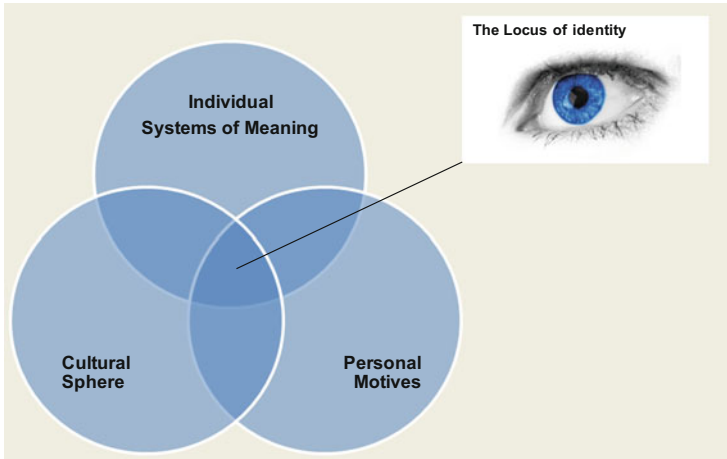 The Locus of identity
Individual
Systems of Meaning
Cultural
Sphere
Personal
Motives